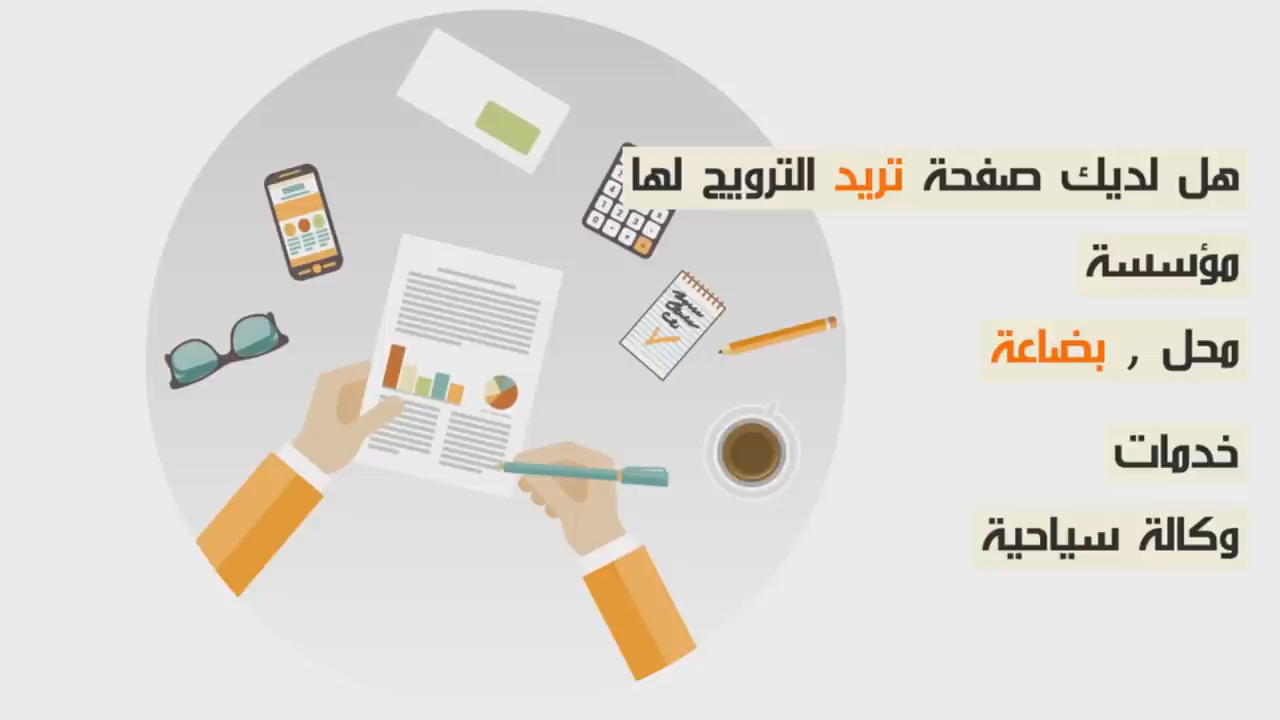 هل لديك صفحة تريد الترويج لها
مؤسسة
محل , بضاعة
خدمات
وكالة سياحية